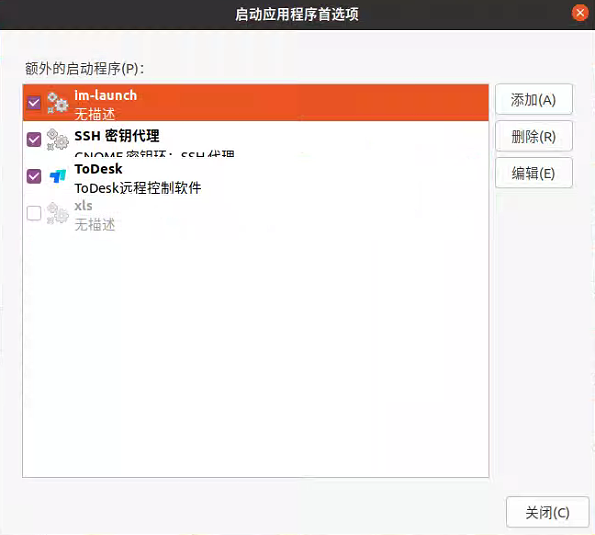 启动应用程序首选项
额外的启动程序(P):
im-launch
无描述
SSH 密钥代理
GNOME 密钥环：SSH 代理
ToDesk
ToDesk远程控制软件
xls
无描述
添加(A)
删除(R)
编辑(E)
关闭(C)